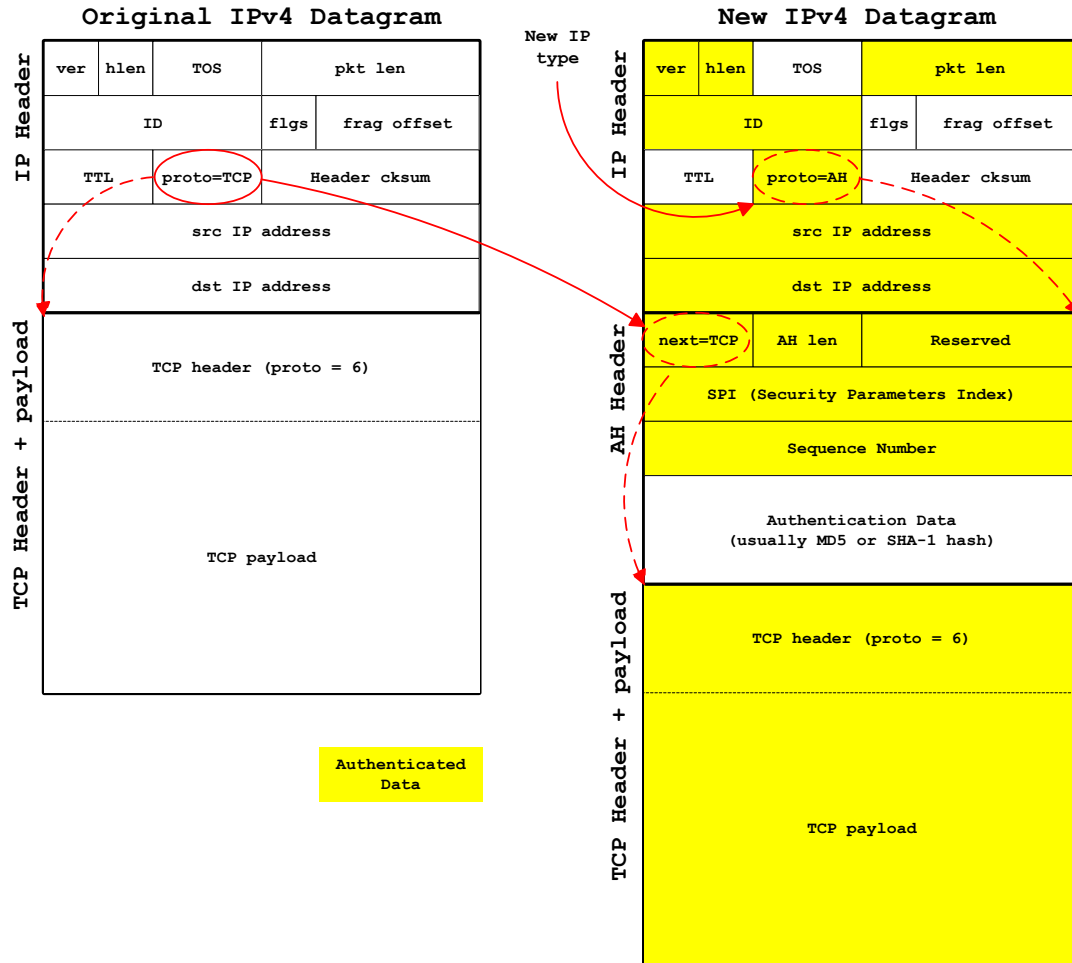 Original IPv4 Datagram
IP Header
ver hlen TOS pkt len
ID flgs frag offset
TTL proto=TCP Header cksum
src IP address
dst IP address
TCP Header + payload
TCP header (proto = 6)
TCP payload
Authenticated
Data
New IP
type
New IPv4 Datagram
IP Header
ver hlen TOS pkt len
ID flgs frag offset
TTL proto=AH Header cksum
src IP address
dst IP address
AH Header
next=TCP AH len Reserved
SPI (Security Parameters Index)
Sequence Number
Authentication Data
(usually MD5 or SHA-1 hash)
TCP Header + payload
TCP header (proto = 6)
TCP payload